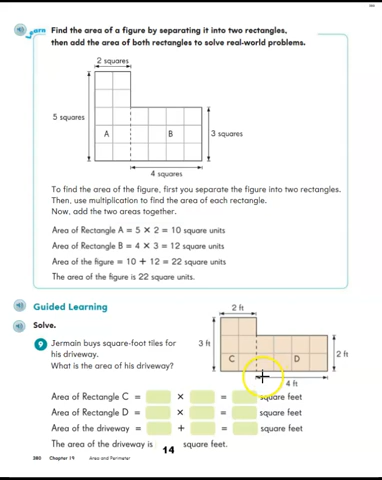 earn Find the area of a figure by separating it into two rectangles,
then add the area of both rectangles to solve real-world problems.
2 squares
5 squares
A
B
3 squares
4 squares
To find the area of the figure, first you separate the figure into two rectangles.
Then, use multiplication to find the area of each rectangle.
Now, add the two areas together.
Area of Rectangle A = 5 × 2 = 10 square units
Area of Rectangle B = 4 × 3 = 12 square units
Area of the figure = 10 + 12 = 22 square units
The area of the figure is 22 square units.
Guided Learning
Solve.
9 Jermain buys square-foot tiles for
his driveway.
What is the area of his driveway?
2 ft
3 ft
C
D
2 ft
4 ft
Area of Rectangle C = × = square feet
Area of Rectangle D = × = square feet
Area of the driveway = + = square feet
The area of the driveway is 14 square feet.
380 Chapter 19 Area and Perimeter